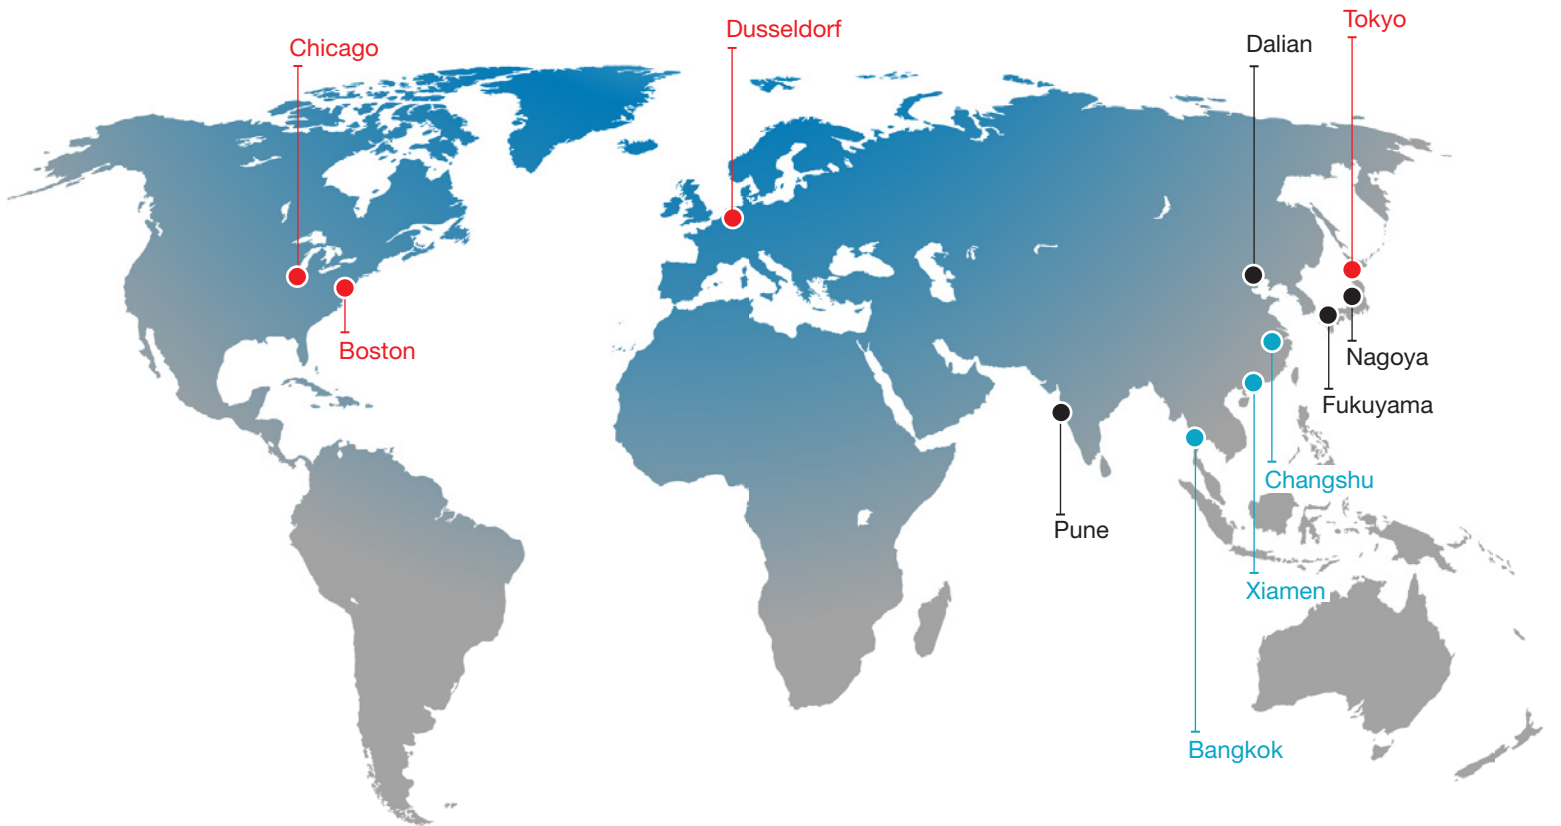 Tokyo
Dusseldorf
Dalian
Chicago
Boston
Nagoya
Fukuyama
Changshu
Pune
Xiamen
Bangkok